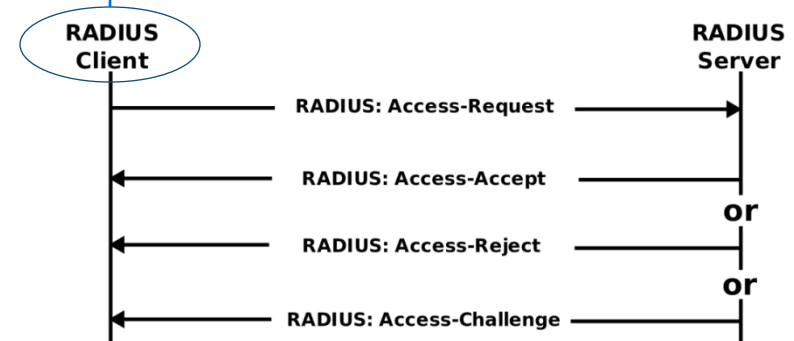 RADIUS
Client
RADIUS
Server
RADIUS: Access-Request
RADIUS: Access-Accept
or
RADIUS: Access-Reject
or
RADIUS: Access-Challenge